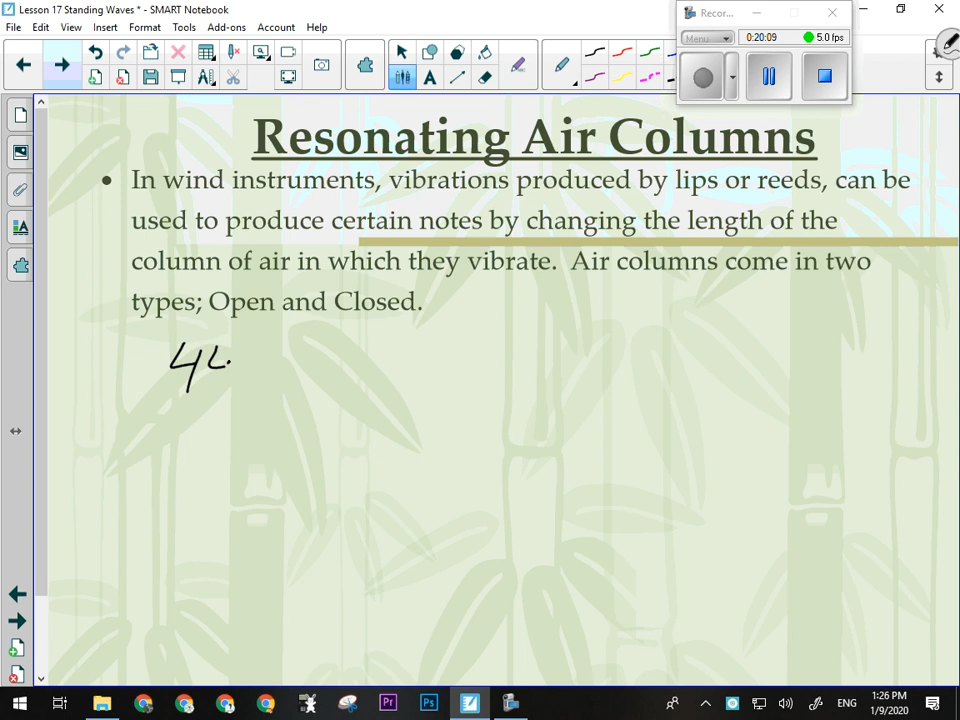 Lesson 17 Standing Waves * - SMART Notebook
Recor...
File Edit View Insert Format Tools Add-ons Account Help
Menu 0:20:09 5.0 fps
Resonating Air Columns
• In wind instruments, vibrations produced by lips or reeds, can be
used to produce certain notes by changing the length of the
column of air in which they vibrate. Air columns come in two
types; Open and Closed.
ENG
1:26 PM
1/9/2020